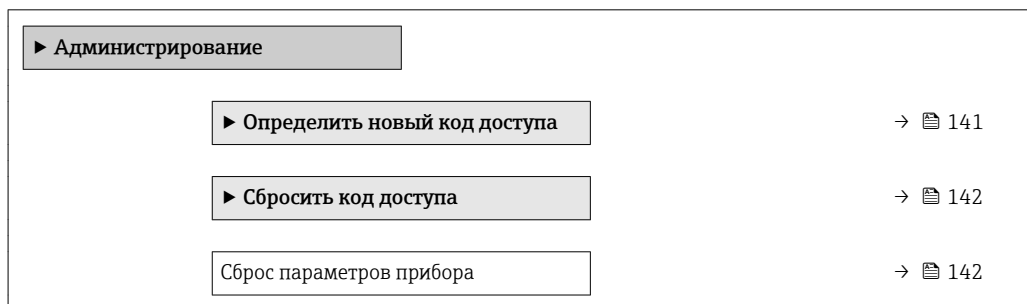 ▶ Администрирование
▶ Определить новый код доступа → 141
▶ Сбросить код доступа → 142
Сброс параметров прибора → 142